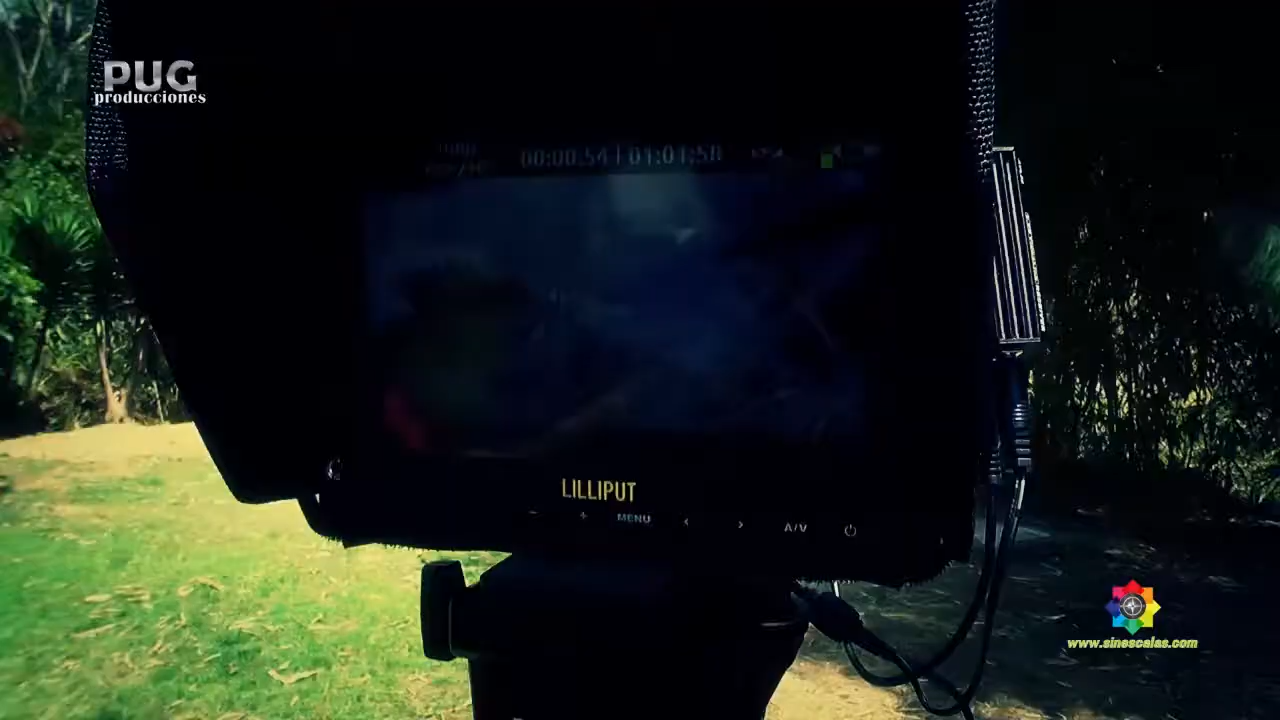 PUG
producciones
00:00:54 | 01:01:58
LILLIPUT
- + MENU < > A/V
www.sinescalas.com